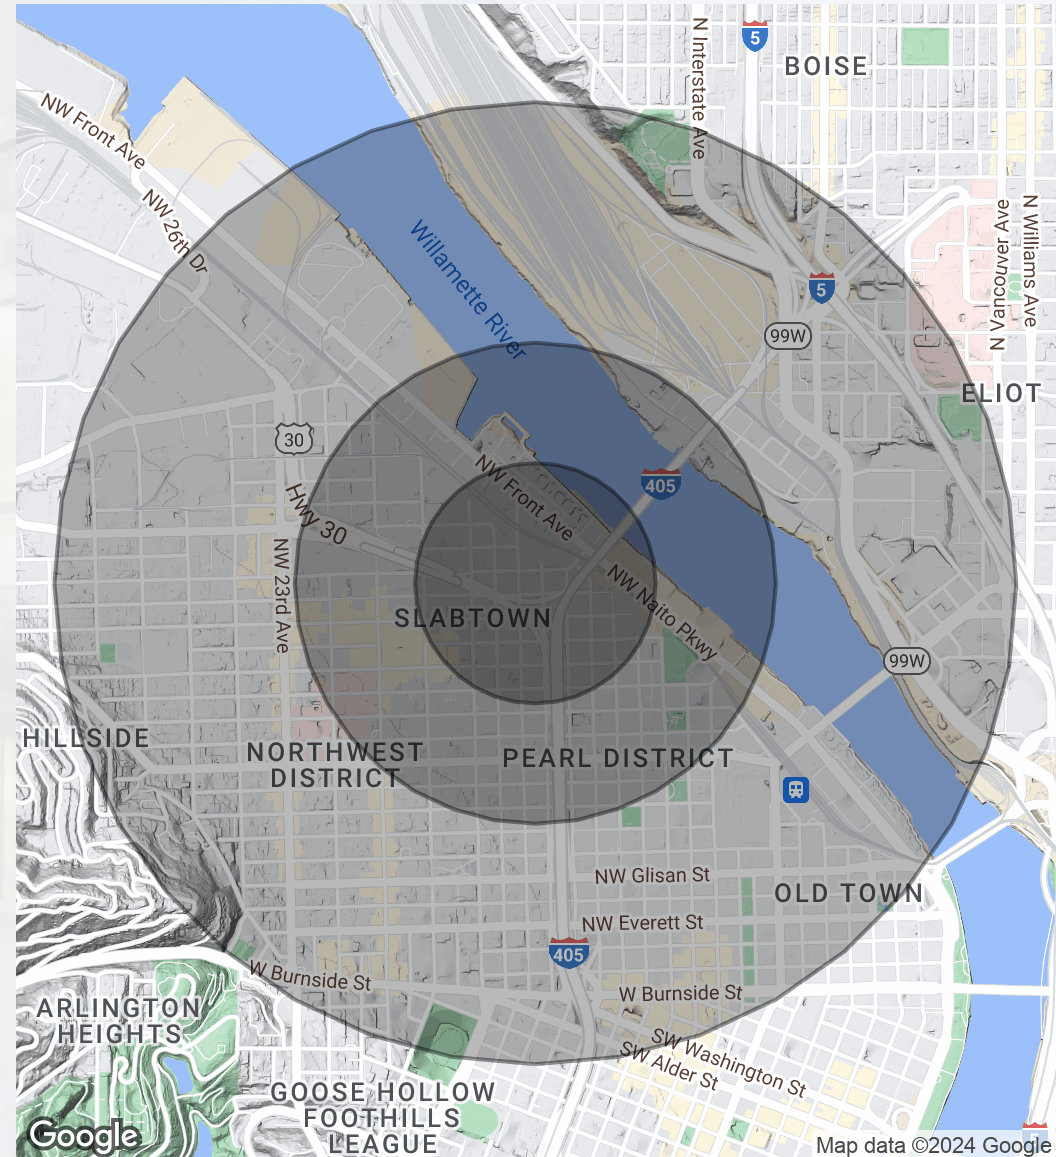 5
BOISE
N Interstate Ave
NW Front Ave
NW 26th Dr
N Vancouver Ave
N Williams Ave
Willamette River
5
99W
ELIOT
30
405
NW Front Ave
Hwy 30
NW 23rd Ave
SLABTOWN
NW Naito Pkwy
99W
HILLSIDE
NORTHWEST
DISTRICT
PEARL DISTRICT
NW Glisan St
OLD TOWN
NW Everett St
405
W Burnside St
W Burnside St
ARLINGTON
HEIGHTS
SW Washington St
SW Alder St
GOOSE HOLLOW
FOOTHILLS
LEAGUE
Google
Map data ©2024 Google